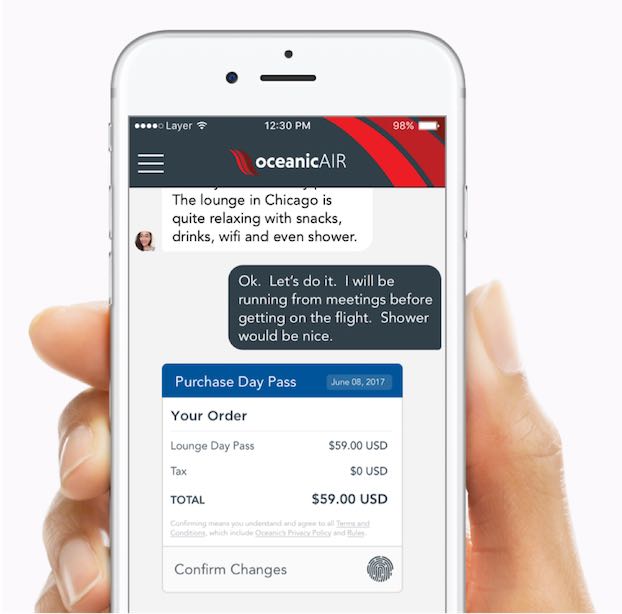 Layer 12:30 PM 98%
oceanicAIR
The lounge in Chicago is
quite relaxing with snacks,
drinks, wifi and even shower.
Ok. Let's do it. I will be
running from meetings before
getting on the flight. Shower
would be nice.
Purchase Day Pass June 08, 2017
Your Order
Lounge Day Pass $59.00 USD
Tax $0 USD
TOTAL $59.00 USD
Confirming means you understand and agree to all Terms and
Conditions, which include Oceanic's Privacy Policy and Rules.
Confirm Changes